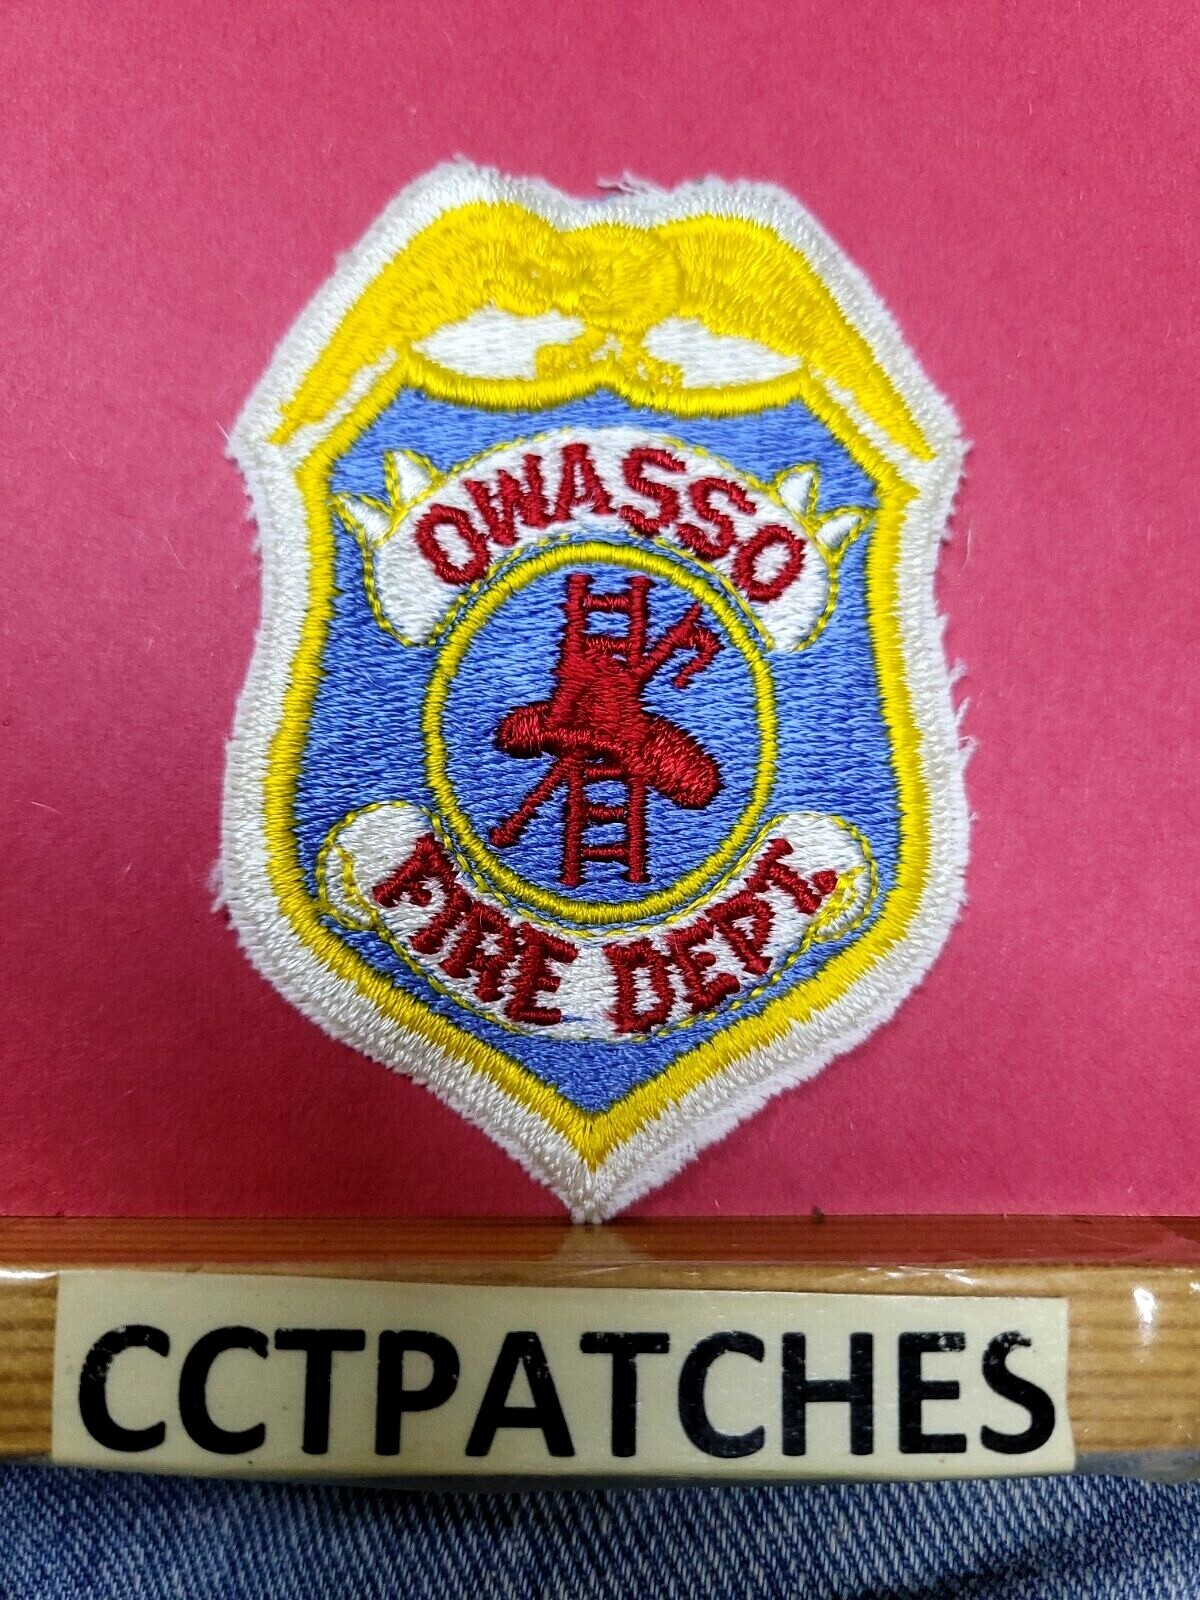 OWASSO
FIRE DEPT.
CCTPATCHES